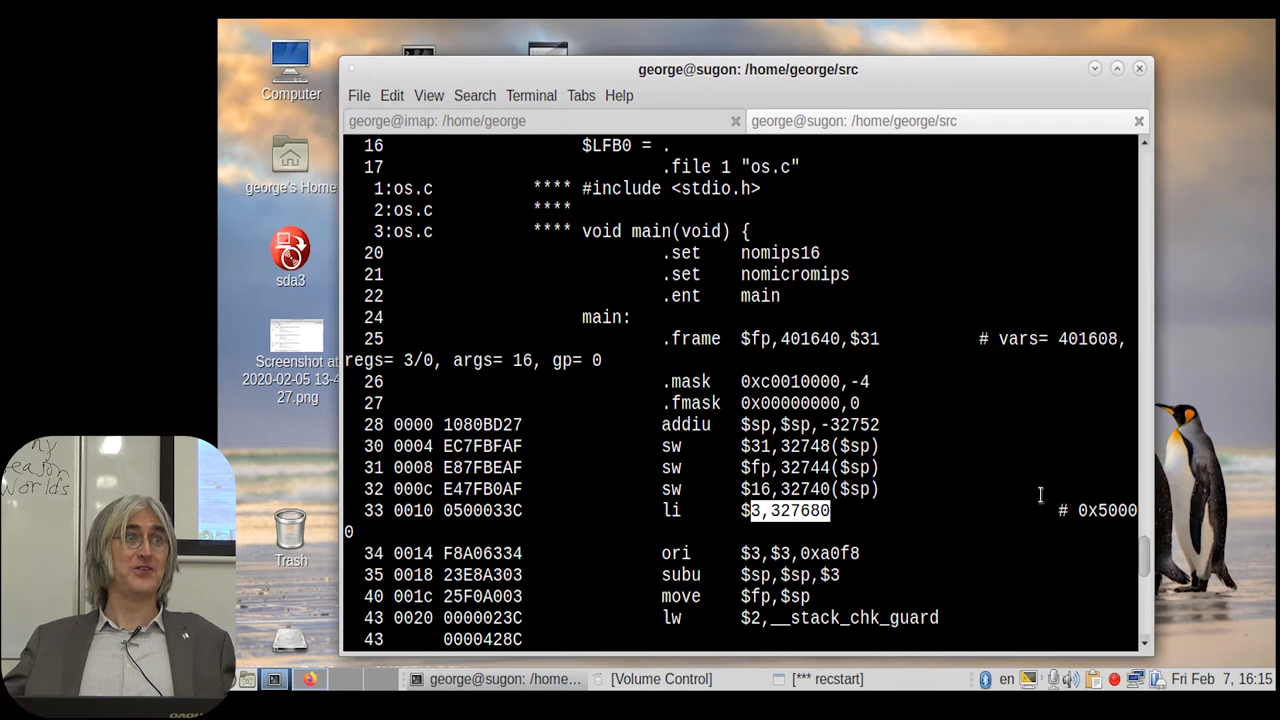 george@sugon: /home/george/src
File Edit View Search Terminal Tabs Help
george@imap: /home/george
george@sugon: /home/george/src
16 $LFB0 = .
17 .file 1 "os.c"
1:os.c **** #include <stdio.h>
2:os.c ****
3:os.c **** void main(void) {
20 .set nomips16
21 .set nomicromips
22 .ent main
24 main:
25 .frame $fp,401640,$31 # vars= 401608,
regs= 3/0, args= 16, gp= 0
26 .mask 0xc0010000,-4
27 .fmask 0x00000000,0
28 0000 1080BD27 addiu $sp,$sp,-32752
30 0004 EC7FBFAF sw $31,32748($sp)
31 0008 E87FBEAF sw $fp,32744($sp)
32 000c E47FB0AF sw $16,32740($sp)
33 0010 0500033C li $3,327680 # 0x5000
0
34 0014 F8A06334 ori $3,$3,0xa0f8
35 0018 23E8A303 subu $sp,$sp,$3
40 001c 25F0A003 move $fp,$sp
43 0020 0000023C lw $2,__stack_chk_guard
43 0000428C
Computer
george's Home
sda3
Screenshot at
2020-02-05 13-4
27.png
Trash
ny
reason
Worlds
george@sugon: /home...
[Volume Control]
[*** recstart]
en
Fri Feb 7, 16:15